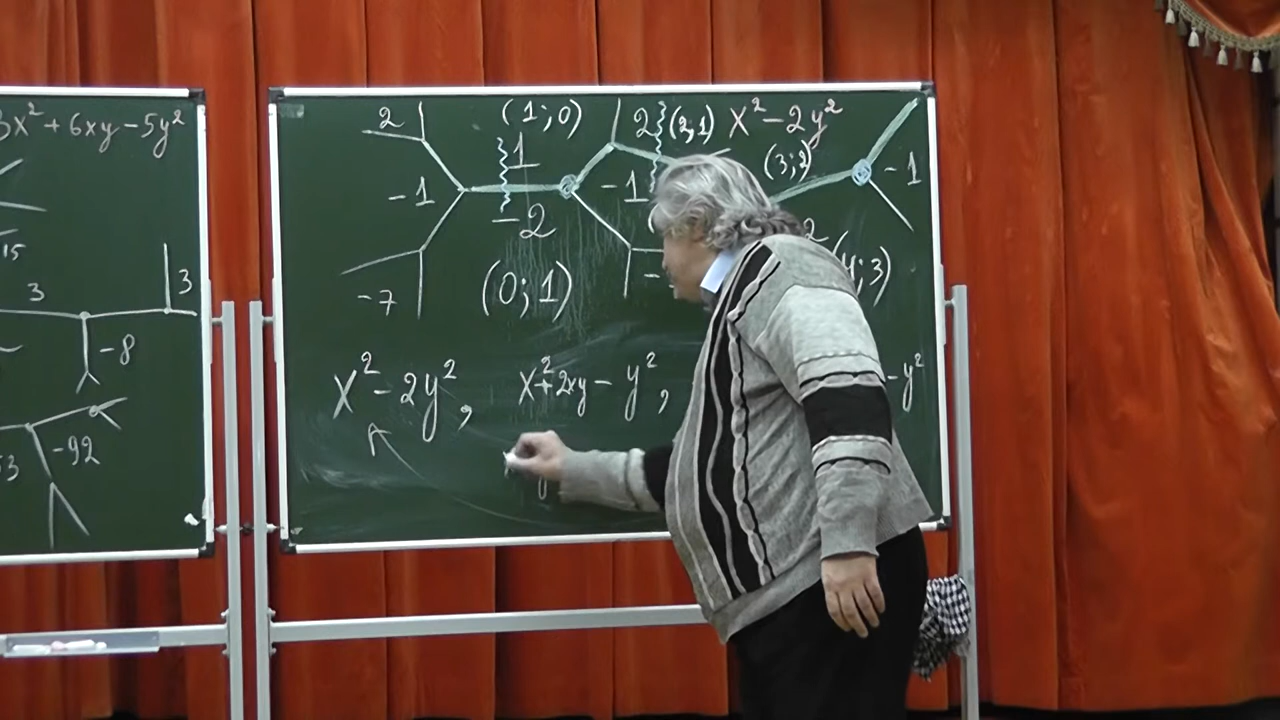 3x² + 6xy - 5y²
15
3 3
-8
53 -92
2 (1;0) 2 (2;1) x² - 2y²
1 (3;2)
-1 -1 -1
-2
(0;1) (4;3)
-7
x² - 2y², x² + 2xy - y², - y²
y